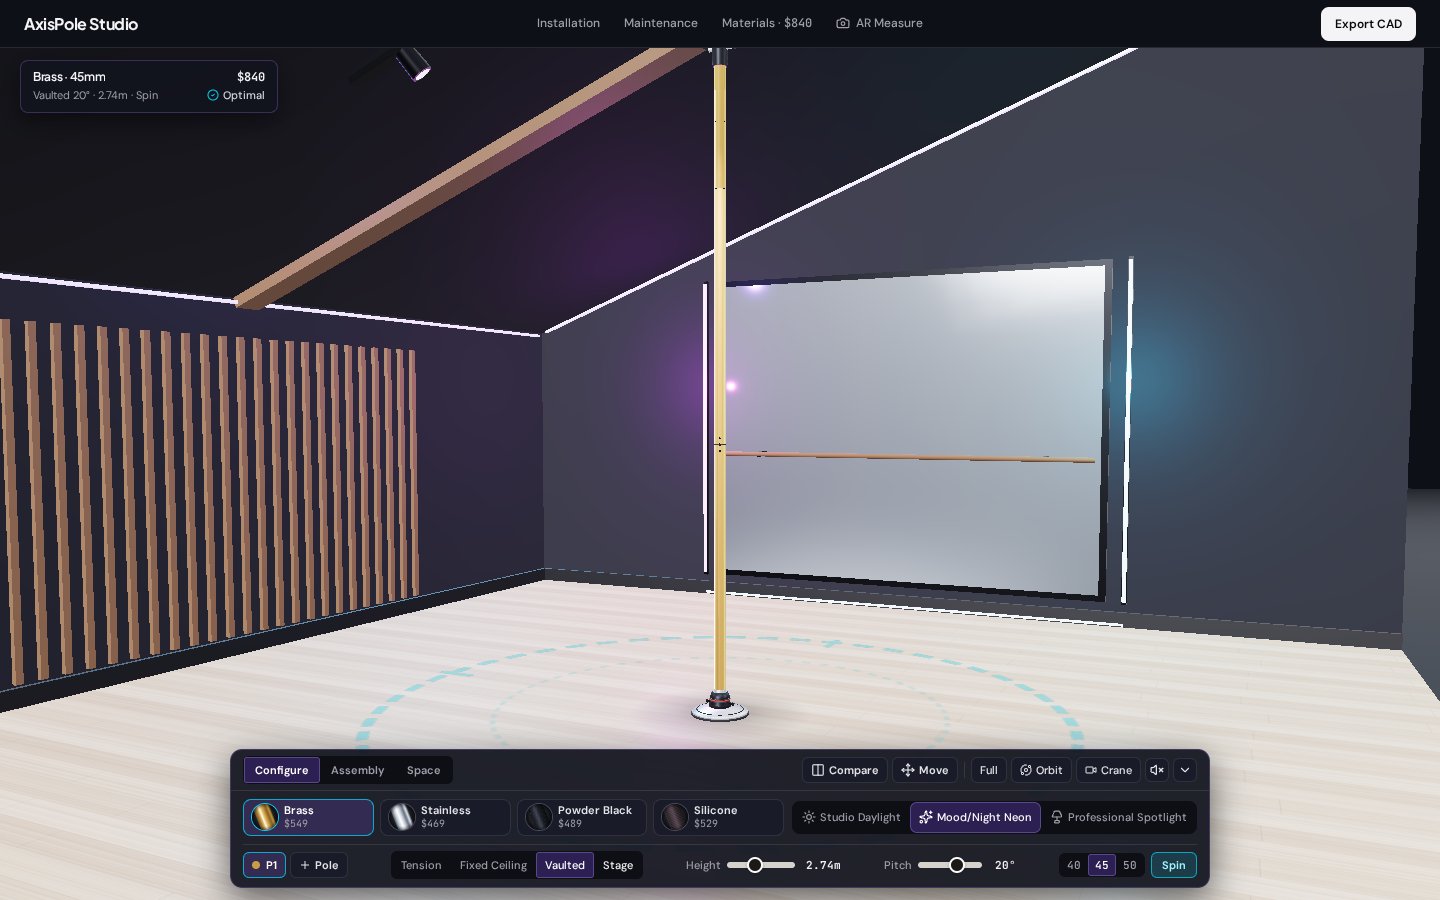 AxisPole Studio
Installation
Maintenance
Materials · $840
AR Measure
Export CAD
Brass · 45mm
$840
Vaulted 20° · 2.74m · Spin
Optimal
Configure
Assembly
Space
Compare
Move
Full
Orbit
Crane
Brass
$549
Stainless
$469
Powder Black
$489
Silicone
$529
Studio Daylight
Mood/Night Neon
Professional Spotlight
P1
+ Pole
Tension
Fixed Ceiling
Vaulted
Stage
Height
2.74m
Pitch
20°
40
45
50
Spin